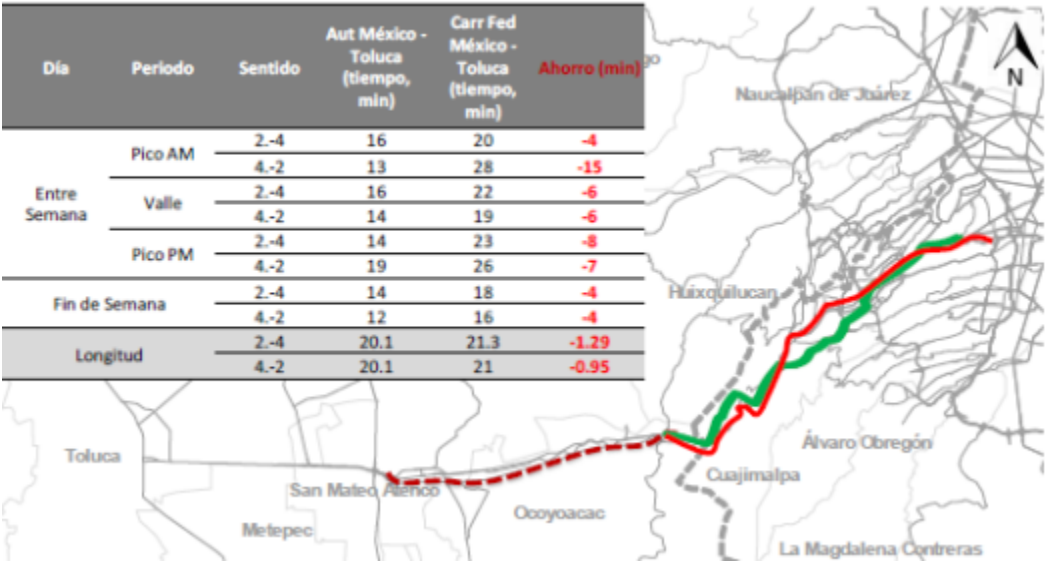 Día Periodo Sentido Aut México - Toluca (tiempo, min) Carr Fed México - Toluca (tiempo, min) Ahorro (min)
Entre Semana Pico AM 2.-4 16 20 -4
4.-2 13 28 -15
Valle 2.-4 16 22 -6
4.-2 14 19 -6
Pico PM 2.-4 14 23 -8
4.-2 19 26 -7
Fin de Semana 2.-4 14 18 -4
4.-2 12 16 -4
Longitud 2.-4 20.1 21.3 -1.29
4.-2 20.1 21 -0.95
go
N
Naucalpan de Juárez
Huixquilucan
Álvaro Obregón
Toluca
Cuajimalpa
San Mateo Atenco
Ocoyoacac
Metepec
La Magdalena Contreras